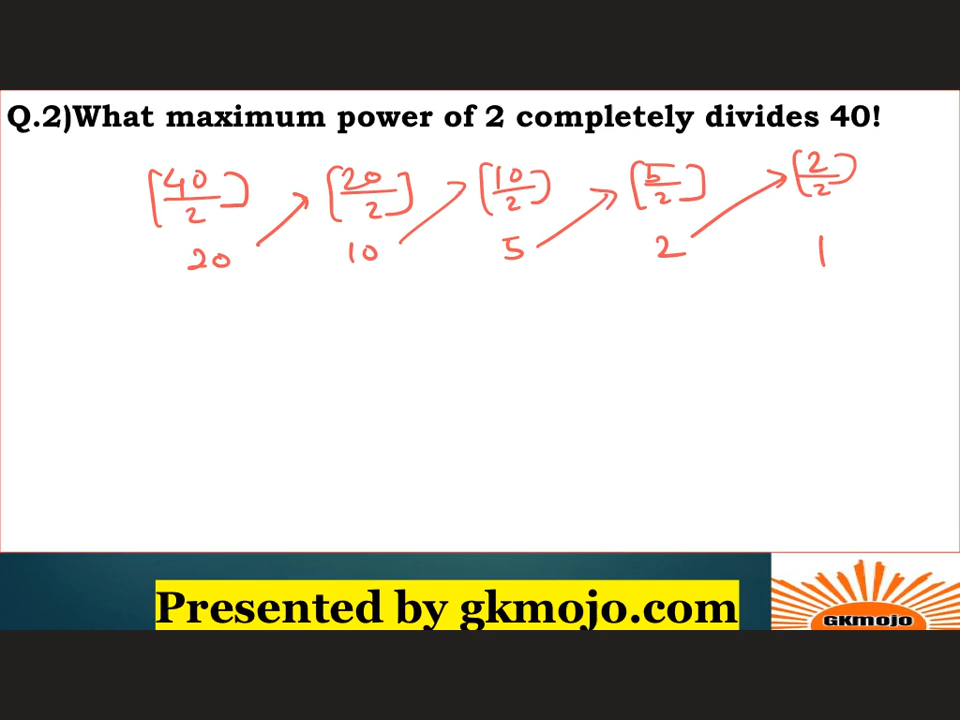 Q.2)What maximum power of 2 completely divides 40!
[40/2] [20/2] [10/2] [5/2] [2/2]
20 10 5 2 1
Presented by gkmojo.com
GKmojo